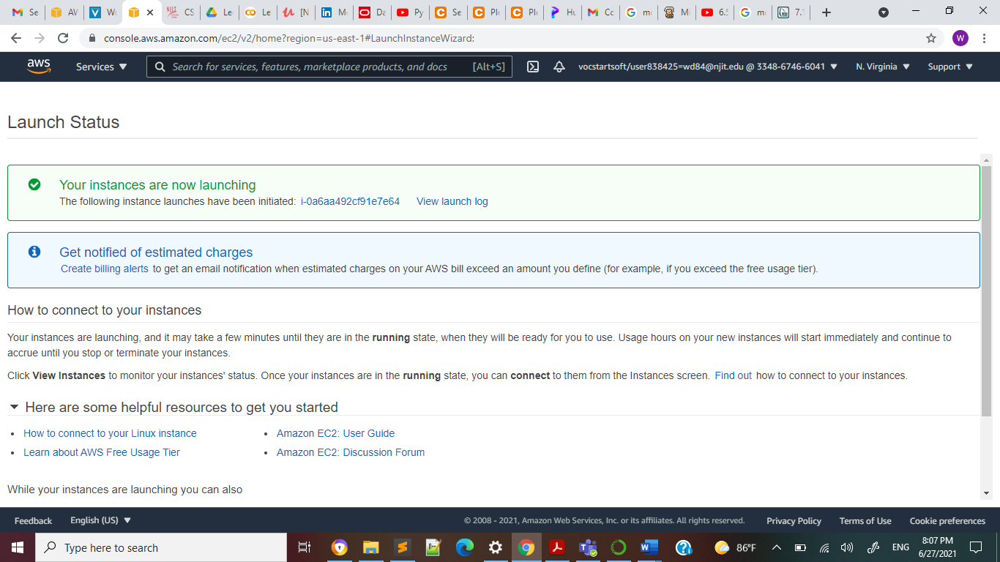 Se
AV
Wo
CS
Le
Le
[N
M
Da
Py
Se
Ple
Ple
Hu
Co
mo
Mi
6.5
mo
7.1
console.aws.amazon.com/ec2/v2/home?region=us-east-1#LaunchInstanceWizard:
W
aws
Services
Search for services, features, marketplace products, and docs
[Alt+S]
vocstartsoft/user838425=wd84@njit.edu @ 3348-6746-6041
N. Virginia
Support
Launch Status
Your instances are now launching
The following instance launches have been initiated: i-0a6aa492cf91e7e64 View launch log
Get notified of estimated charges
Create billing alerts to get an email notification when estimated charges on your AWS bill exceed an amount you define (for example, if you exceed the free usage tier).
How to connect to your instances
Your instances are launching, and it may take a few minutes until they are in the running state, when they will be ready for you to use. Usage hours on your new instances will start immediately and continue to
accrue until you stop or terminate your instances.
Click View Instances to monitor your instances' status. Once your instances are in the running state, you can connect to them from the Instances screen. Find out how to connect to your instances.
Here are some helpful resources to get you started
• How to connect to your Linux instance
• Amazon EC2: User Guide
• Learn about AWS Free Usage Tier
• Amazon EC2: Discussion Forum
While your instances are launching you can also
Feedback
English (US)
© 2008 - 2021, Amazon Web Services, Inc. or its affiliates. All rights reserved.
Privacy Policy
Terms of Use
Cookie preferences
Type here to search
86°F
ENG
8:07 PM
6/27/2021